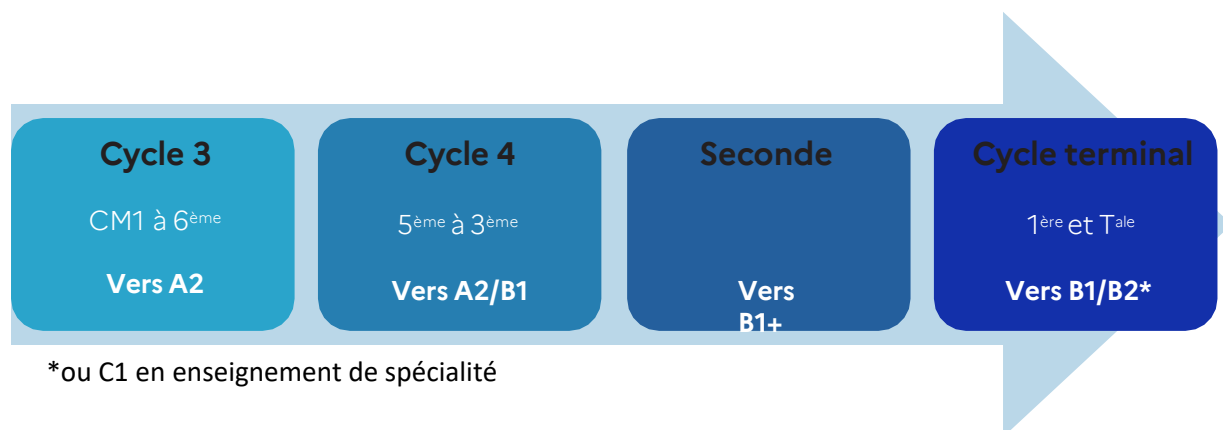 Cycle 3
CM1 à 6ème
Vers A2
Cycle 4
5ème à 3ème
Vers A2/B1
Seconde
Vers
B1+
Cycle terminal
1ère et Tale
Vers B1/B2*
*ou C1 en enseignement de spécialité